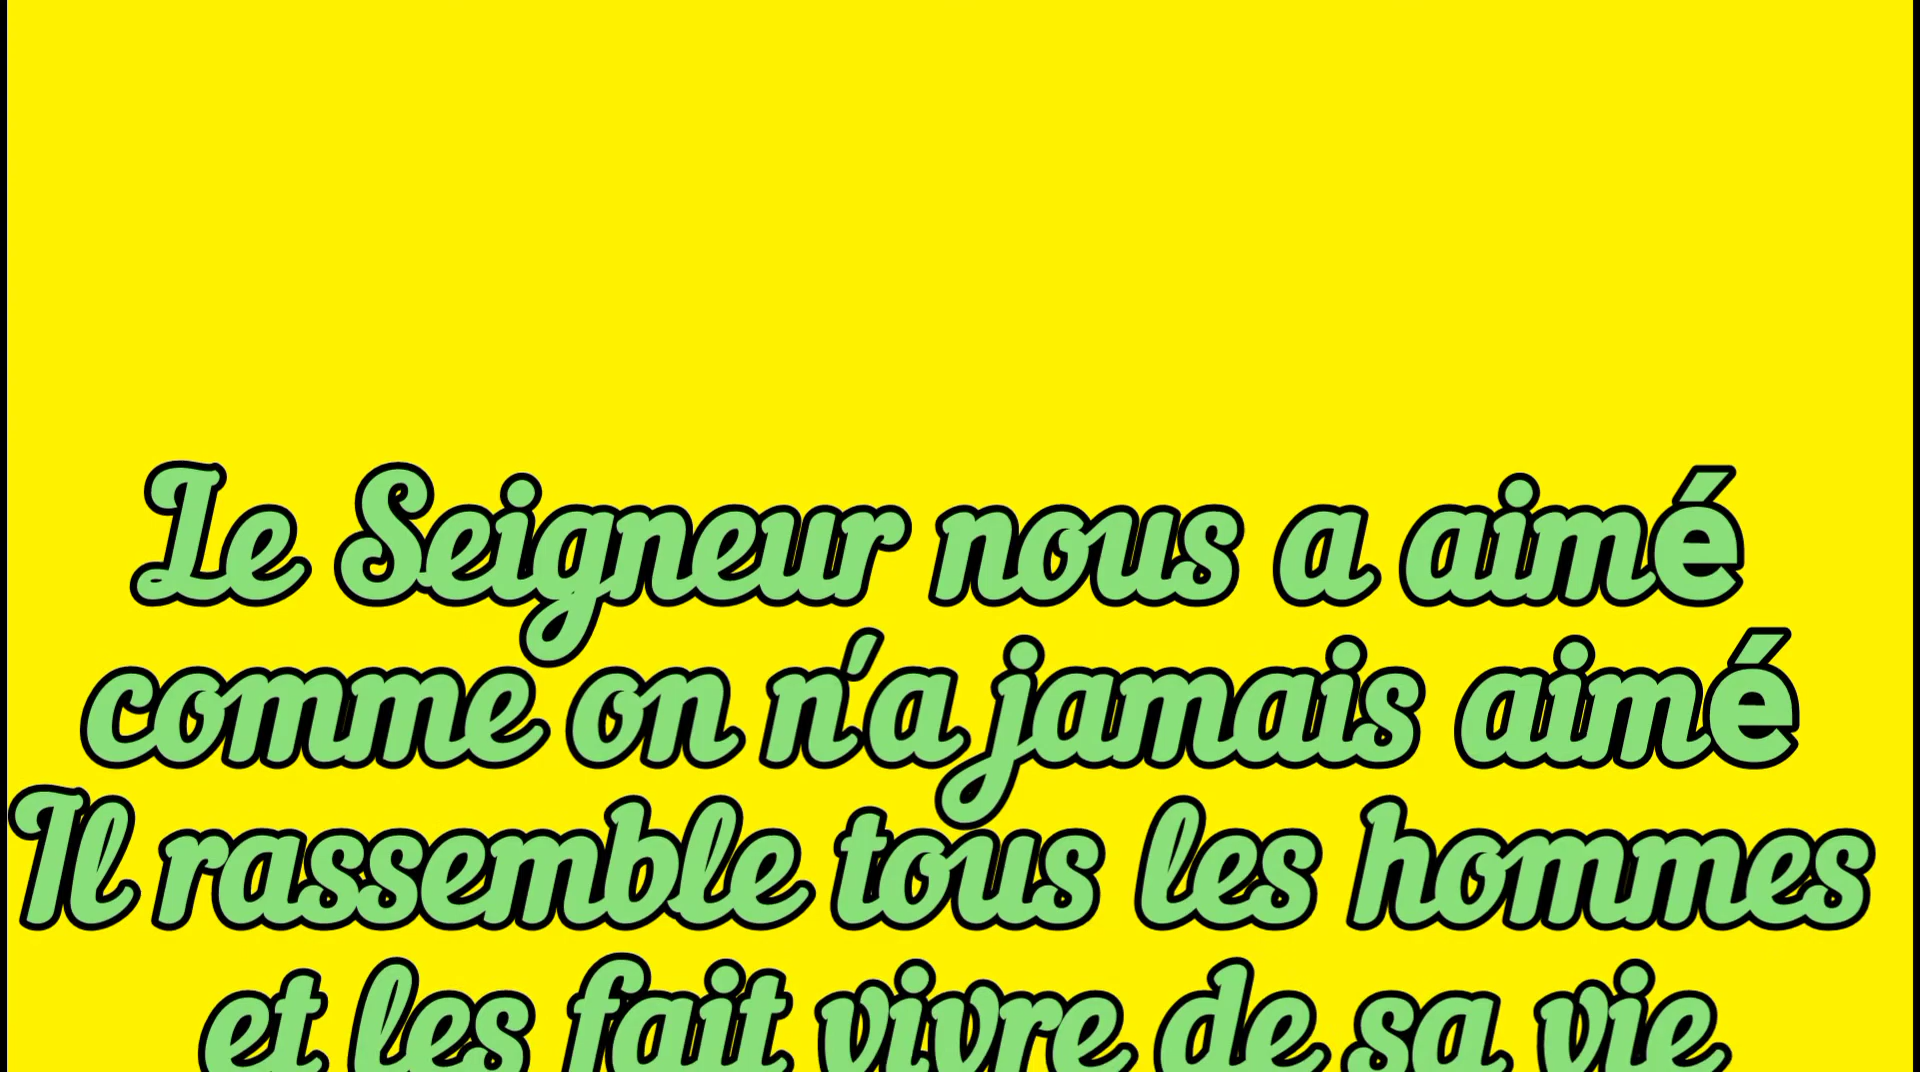 Le Seigneur nous a aimé
comme on n'a jamais aimé
Il rassemble tous les hommes
et les fait vivre de sa vie